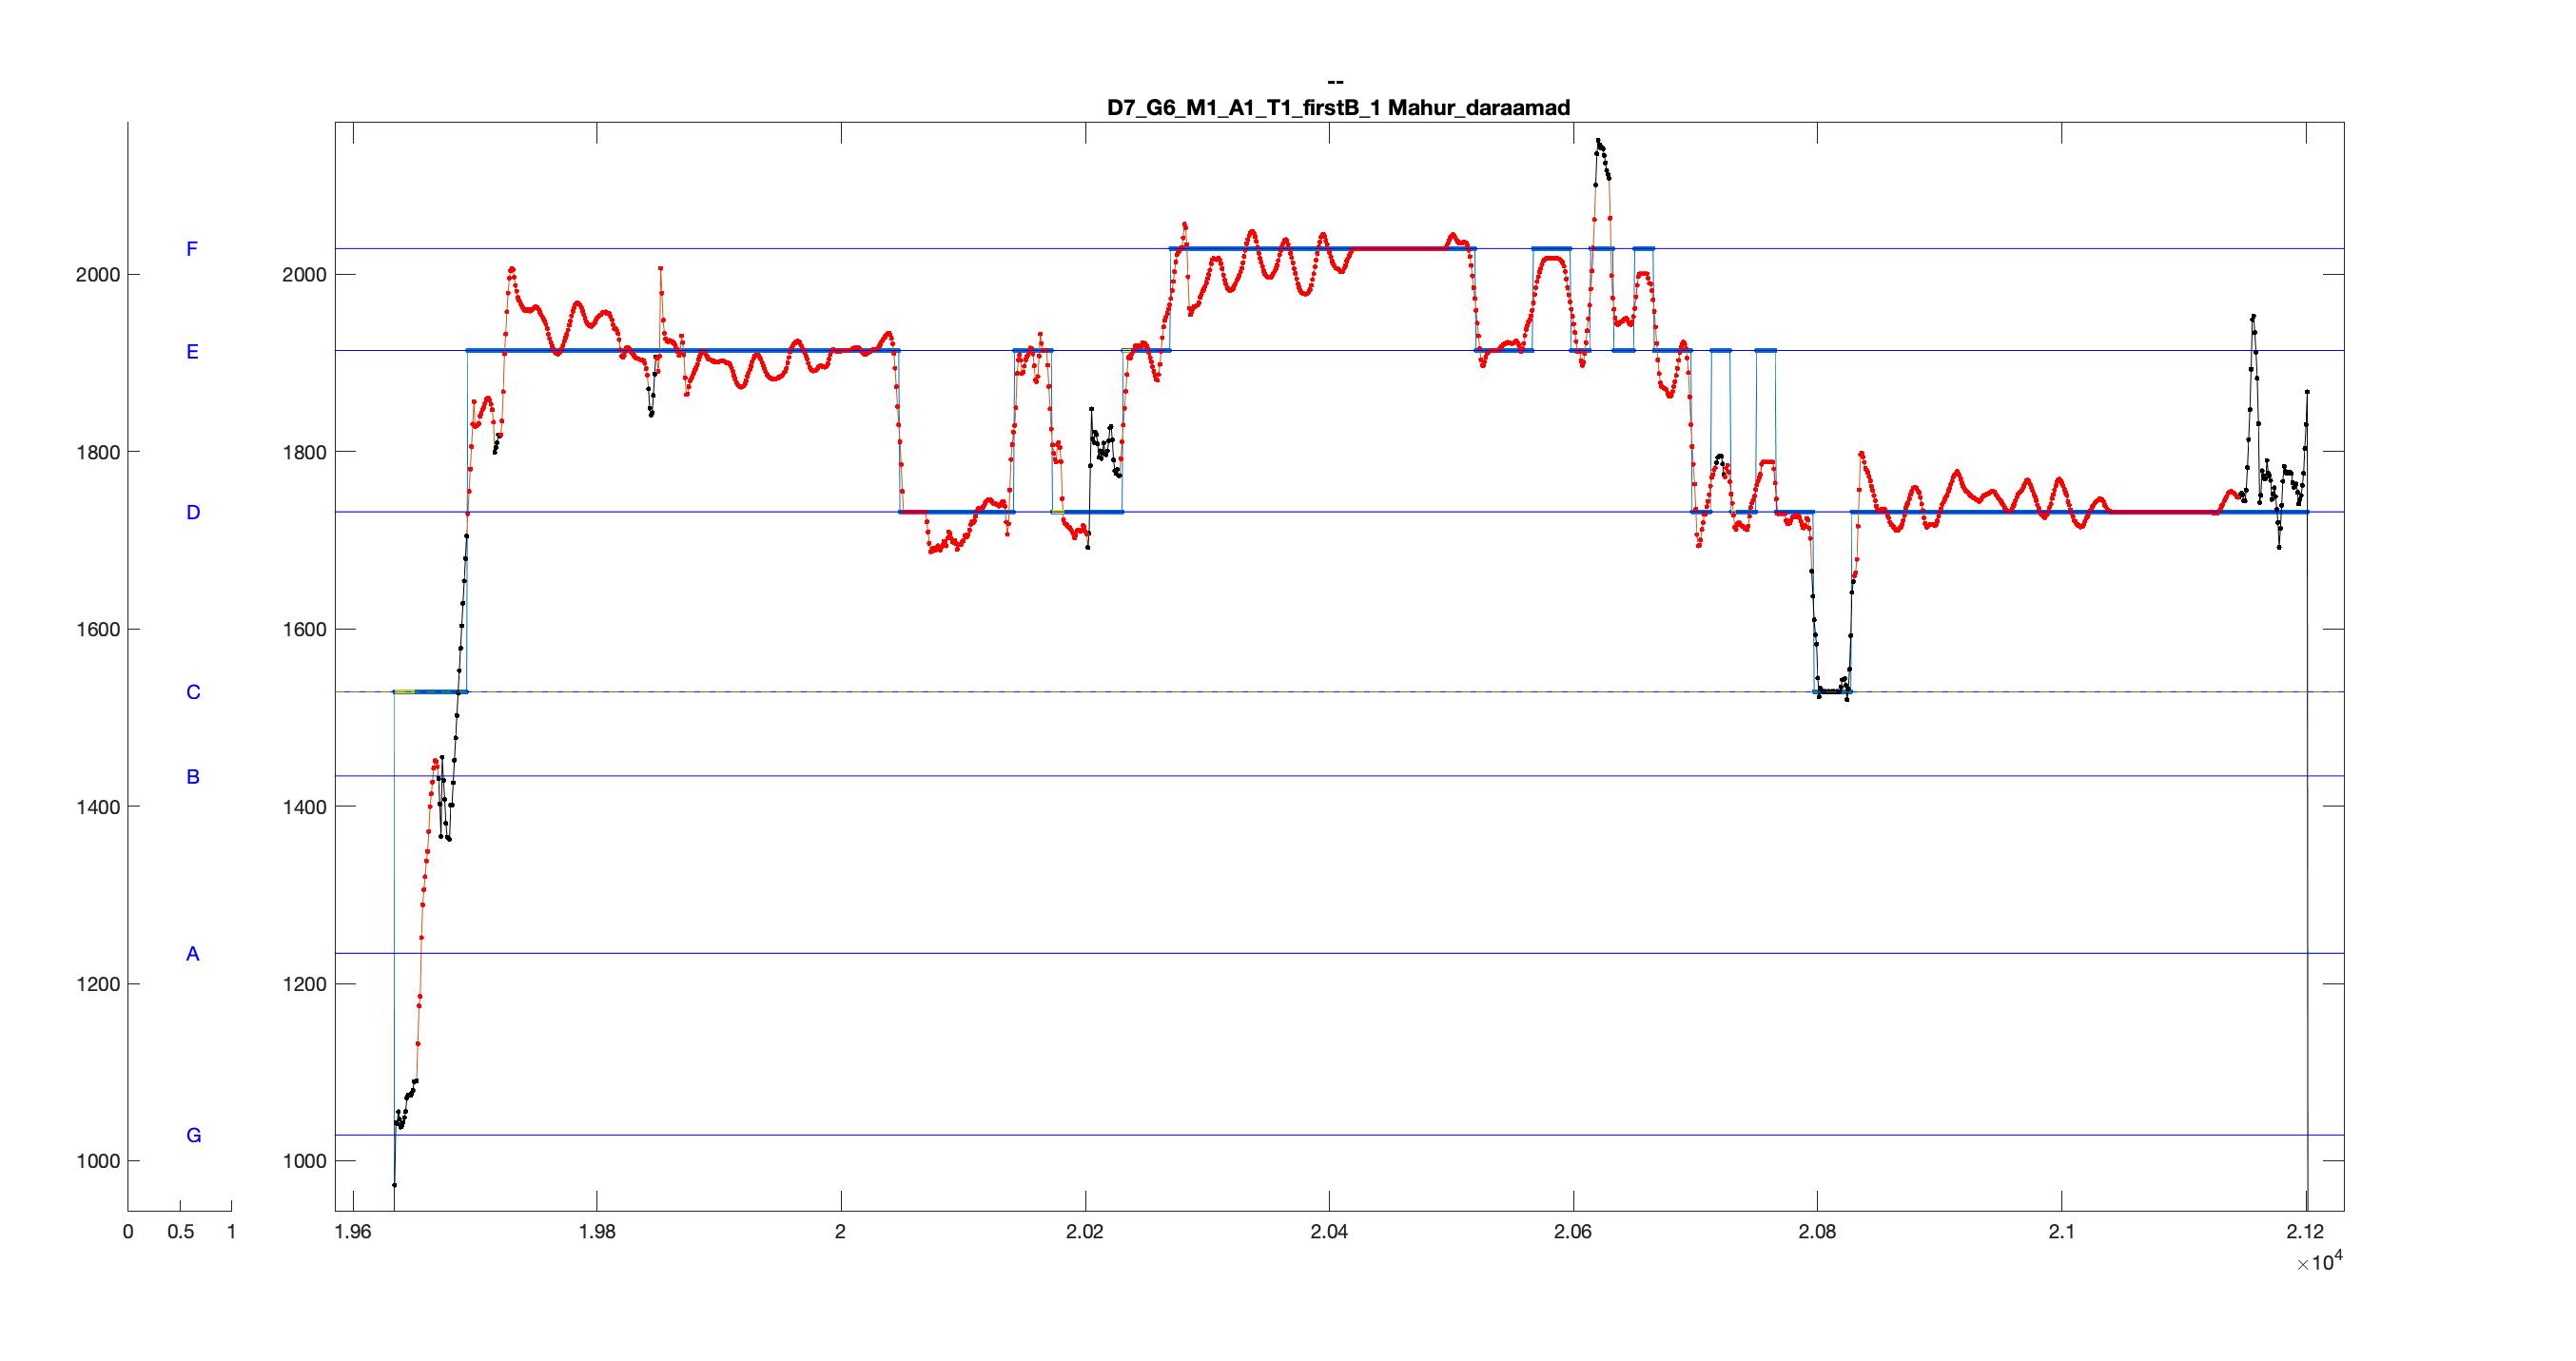 --
D7_G6_M1_A1_T1_firstB_1 Mahur_daraamad
2000 F 2000
E
1800 1800
D
1600 1600
C
B
1400 1400
A
1200 1200
G
1000 1000
0 0.5 1 1.96 1.98 2 2.02 2.04 2.06 2.08 2.1 2.12
×10⁴